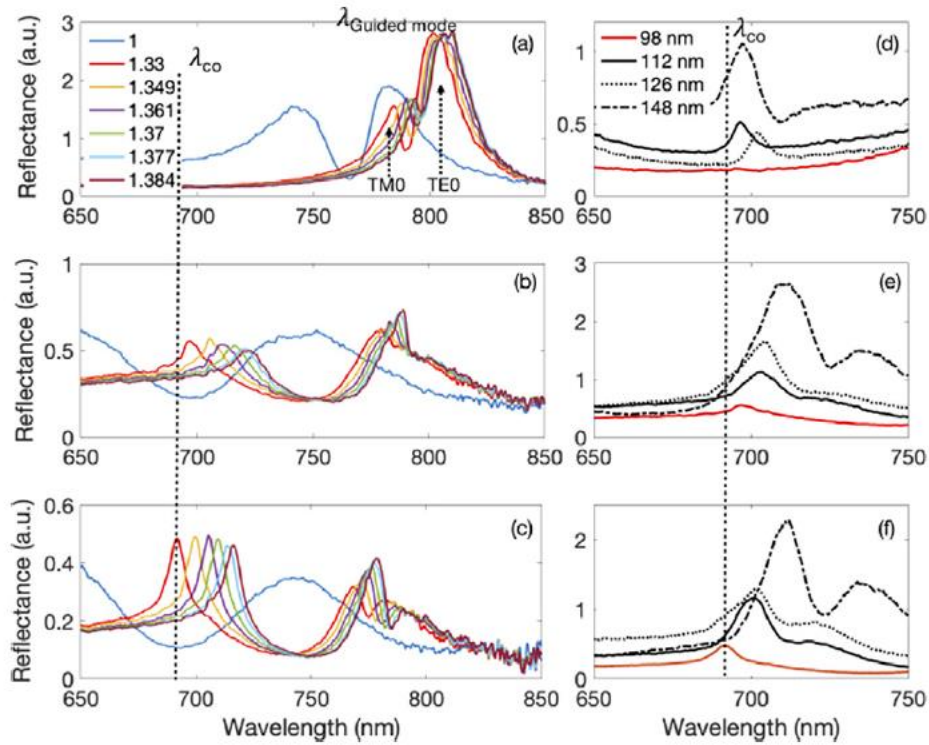 λco
λGuided mode
λco
Reflectance (a.u.)
3
2
1
0
1
1.33
1.349
1.361
1.37
1.377
1.384
(a)
TM0
TE0
650
700
750
800
850
1
0.5
0
(d)
98 nm
112 nm
126 nm
148 nm
650
700
750
Reflectance (a.u.)
1
0.5
0
(b)
650
700
750
800
850
3
2
1
0
(e)
650
700
750
Reflectance (a.u.)
0.6
0.4
0.2
0
(c)
650
700
750
800
850
Wavelength (nm)
2
1
0
(f)
650
700
750
Wavelength (nm)